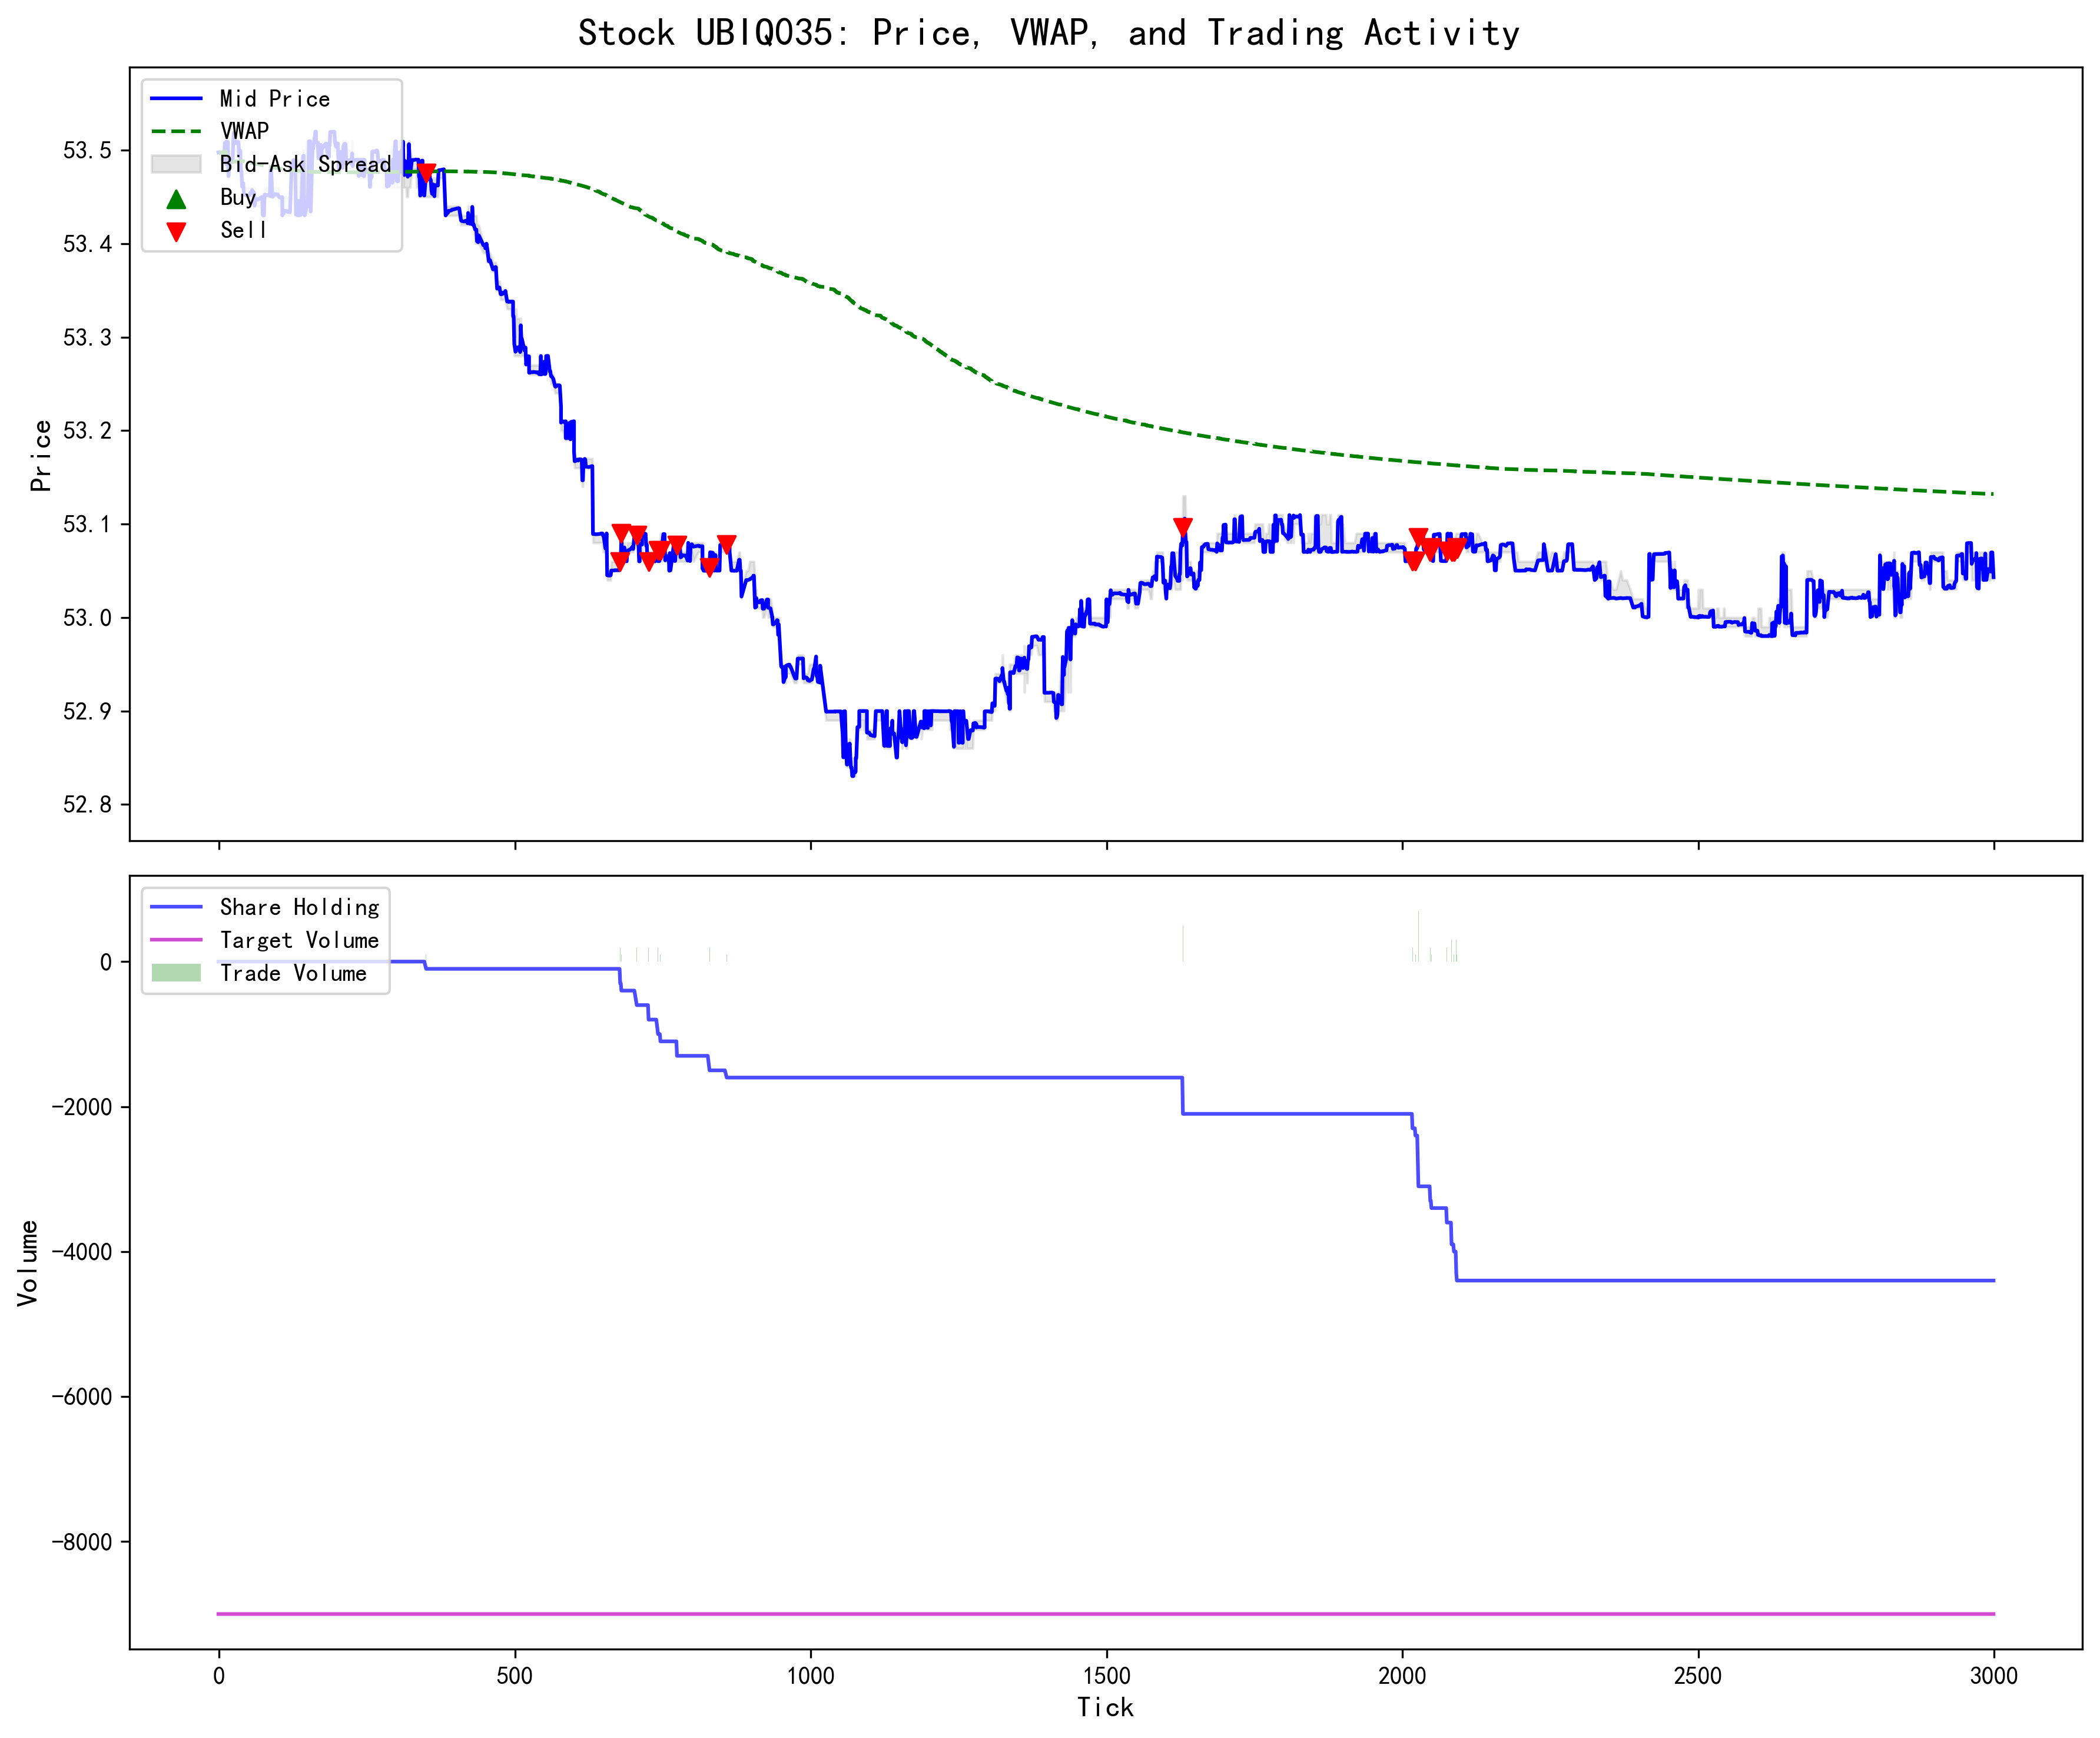 Stock UBIQ035: Price, VWAP, and Trading Activity
Mid Price
VWAP
Bid-Ask Spread
Buy
Sell
53.5
53.4
53.3
53.2
53.1
53.0
52.9
52.8
Price
Share Holding
Target Volume
Trade Volume
0
−2000
−4000
−6000
−8000
Volume
0
500
1000
1500
2000
2500
3000
Tick